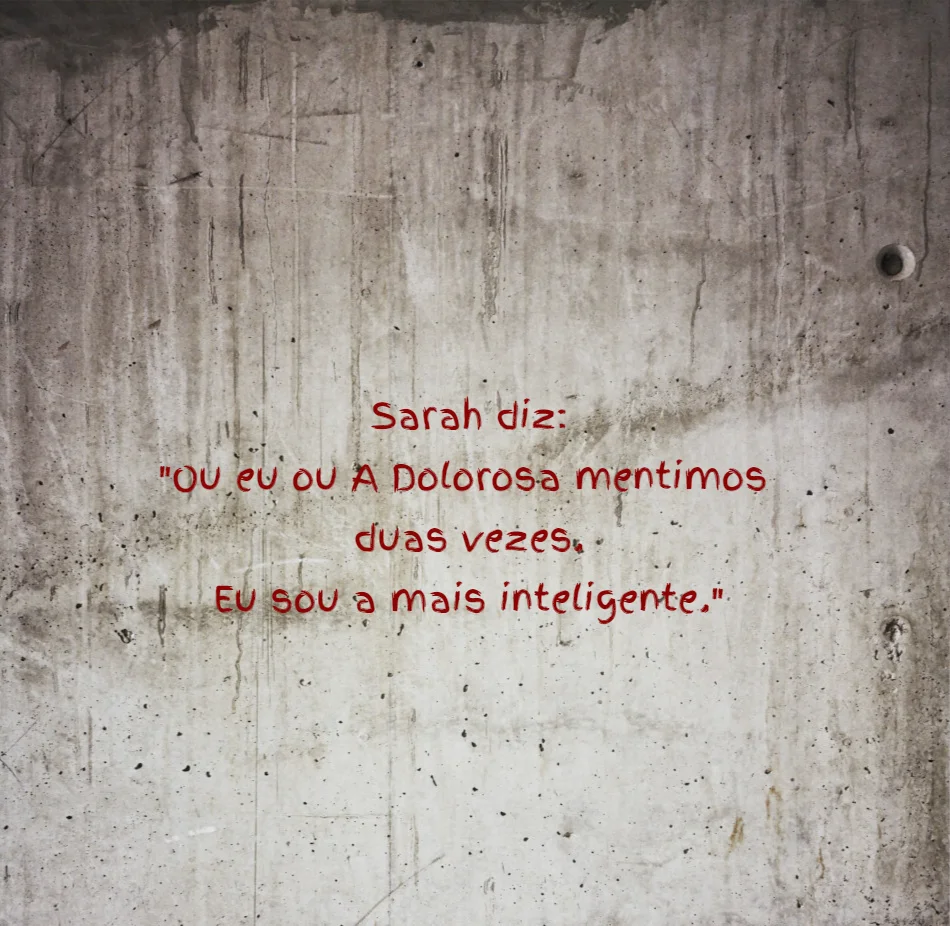 Sarah diz:
"Ou eu ou A Dolorosa mentimos
duas vezes.
Eu sou a mais inteligente."